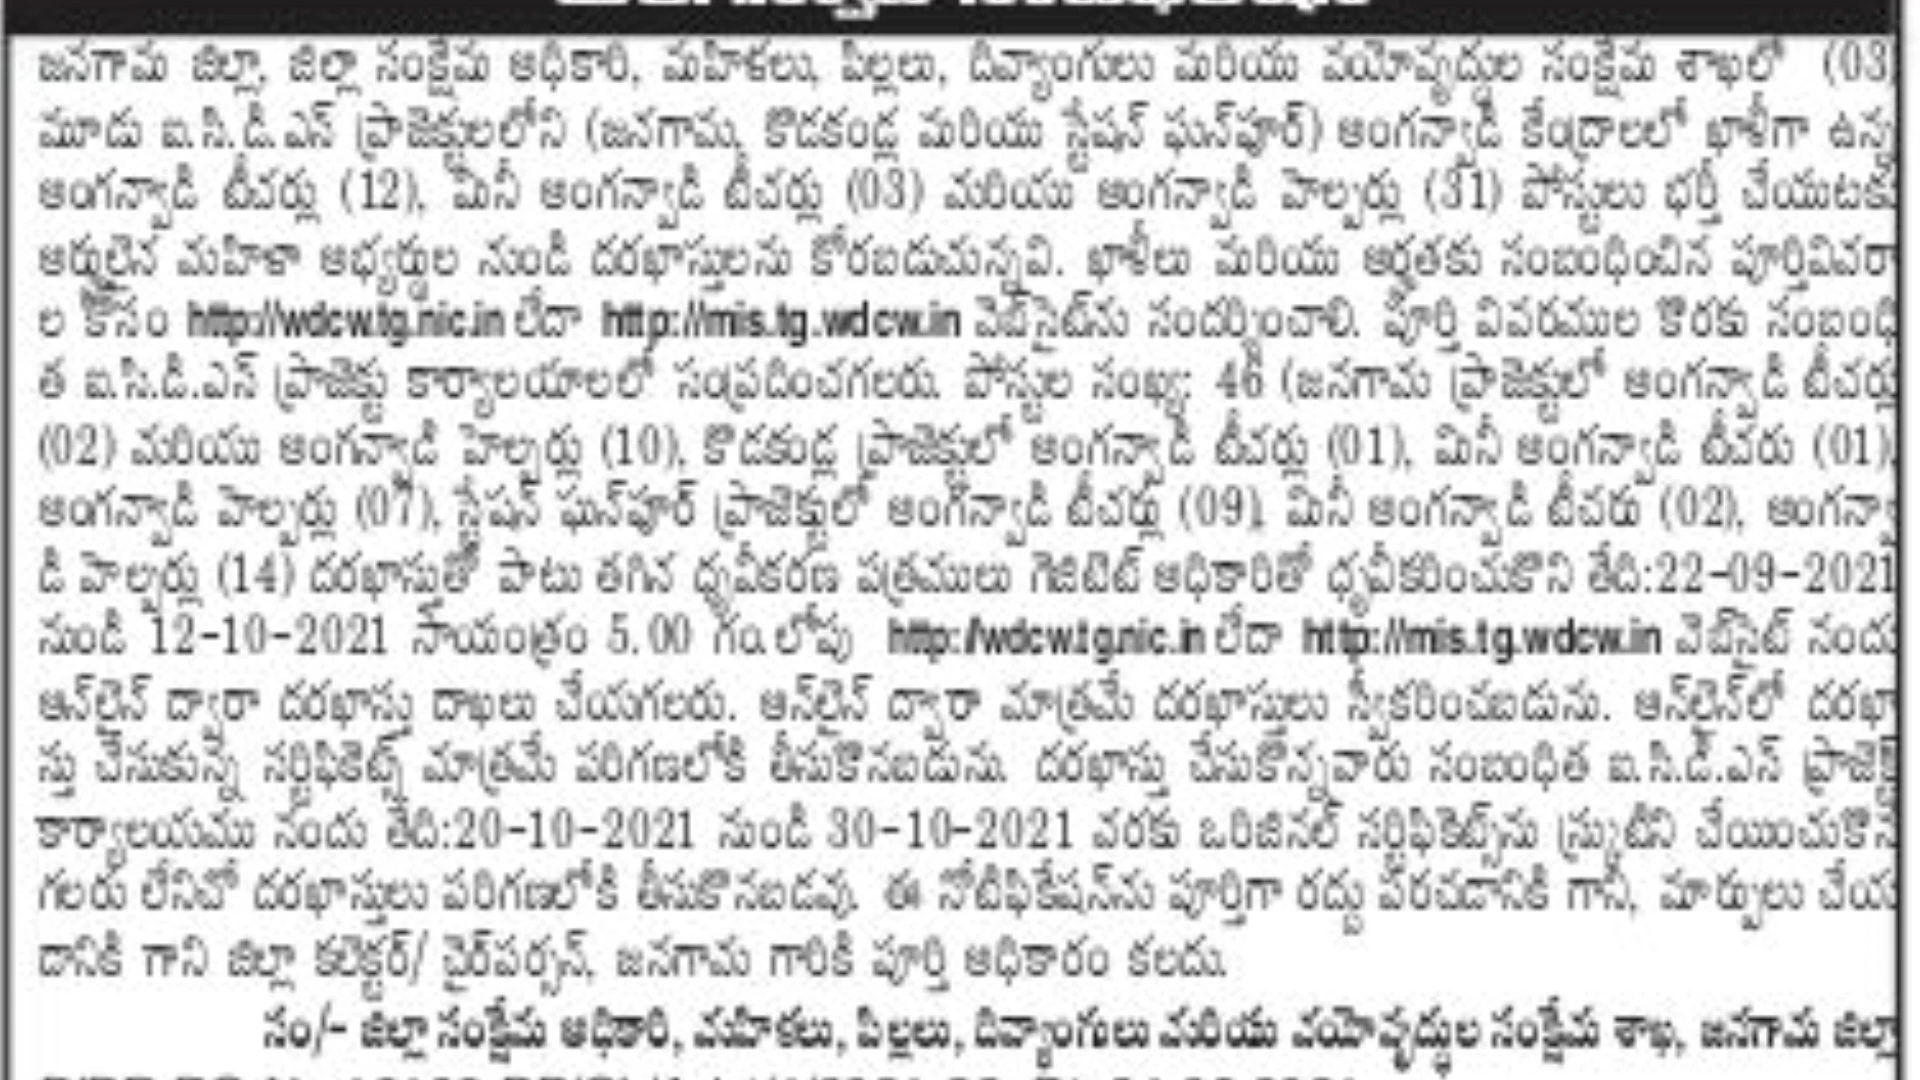 జనగామ జిల్లా, జిల్లా సంక్షేమ అధికారి, మహిళలు, పిల్లలు, దివ్యాంగులు మరియు వయోవృద్ధుల సంక్షేమ శాఖలో (03)
మూడు ఐ.సి.డి.ఎస్ ప్రాజెక్టులలోని (జనగామ, కొడకండ్ల మరియు స్టేషన్ ఘన్‌పూర్) అంగన్వాడీ కేంద్రాలలో ఖాళీగా ఉన్న
అంగన్వాడి టీచర్లు (12), మినీ అంగన్వాడి టీచర్లు (03) మరియు అంగన్వాడి హెల్పర్లు (31) పోస్టులు భర్తీ చేయుటకు
అర్హులైన మహిళా అభ్యర్థుల నుండి దరఖాస్తులను కోరబడుచున్నవి. ఖాళీలు మరియు అర్హతకు సంబంధించిన పూర్తివివరా
ల కోసం http://wdcw.tg.nic.in లేదా http://mis.tg.wdcw.in వెబ్‌సైట్‌ను సందర్శించాలి. పూర్తి వివరముల కొరకు సంబంధి
త ఐ.సి.డి.ఎస్ ప్రాజెక్టు కార్యాలయాలలో సంప్రదించగలరు. పోస్టుల సంఖ్య: 46 (జనగామ ప్రాజెక్టులో అంగన్వాడి టీచర్లు
(02) మరియు అంగన్వాడి హెల్పర్లు (10), కొడకండ్ల ప్రాజెక్టులో అంగన్వాడి టీచర్లు (01), మినీ అంగన్వాడి టీచరు (01),
అంగన్వాడి హెల్పర్లు (07), స్టేషన్ ఘన్‌పూర్ ప్రాజెక్టులో అంగన్వాడి టీచర్లు (09), మినీ అంగన్వాడి టీచరు (02), అంగన్వా
డి హెల్పర్లు (14) దరఖాస్తుతో పాటు తగిన ధృవీకరణ పత్రములు గెజిటెట్ అధికారితో ధృవీకరించుకొని తేది:22-09-2021
నుండి 12-10-2021 సాయంత్రం 5.00 గం.లోపు http:/wdcw.tg.nic.in లేదా http://mis.tg.wdcw.in వెబ్‌సైట్ నందు
ఆన్‌లైన్ ద్వారా దరఖాస్తు దాఖలు చేయగలరు. ఆన్‌లైన్ ద్వారా మాత్రమే దరఖాస్తులు స్వీకరించబడును. ఆన్‌లైన్‌లో దరఖా
స్తు చేసుకున్న సర్టిఫికెట్స్ మాత్రమే పరిగణలోకి తీసుకొనబడును. దరఖాస్తు చేసుకొన్నవారు సంబంధిత ఐ.సి.డి.ఎస్ ప్రాజెక్ట్
కార్యాలయము నందు తేది:20-10-2021 నుండి 30-10-2021 వరకు ఒరిజినల్ సర్టిఫికెట్స్‌ను స్క్రుటిని చేయించుకొన
గలరు లేనిచో దరఖాస్తులు పరిగణలోకి తీసుకొనబడవు. ఈ నోటిఫికేషన్‌ను పూర్తిగా రద్దు పరచడానికి గాని, మార్పులు చేయ
డానికి గాని జిల్లా కలెక్టర్/ చైర్‌పర్సన్, జనగామ గారికి పూర్తి అధికారం కలదు.
సం/- జిల్లా సంక్షేమ అధికారి, మహిళలు, పిల్లలు, దివ్యాంగులు మరియు వయోవృద్ధుల సంక్షేమ శాఖ, జనగామ జిల్లా